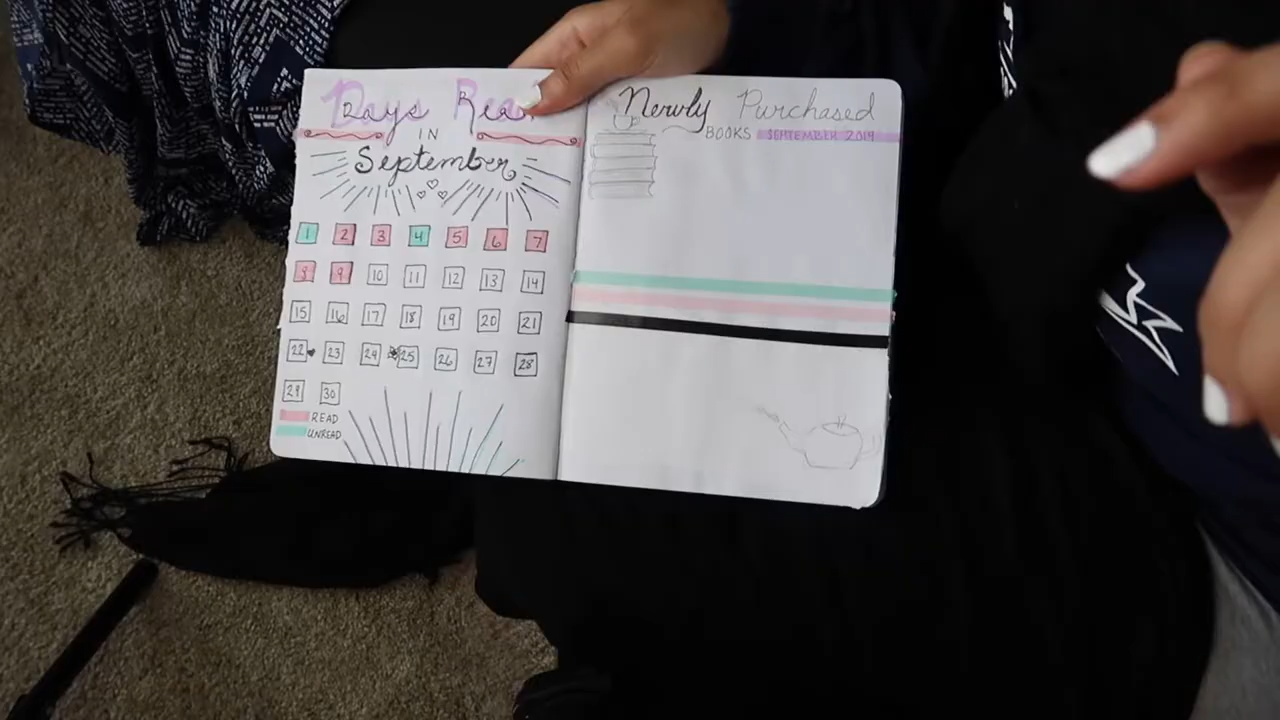 Days Read
IN
September
1 2 3 4 5 6 7
8 9 10 11 12 13 14
15 16 17 18 19 20 21
22 23 24 25 26 27 28
29 30
READ
UNREAD
Newly Purchased
BOOKS SEPTEMBER 2019